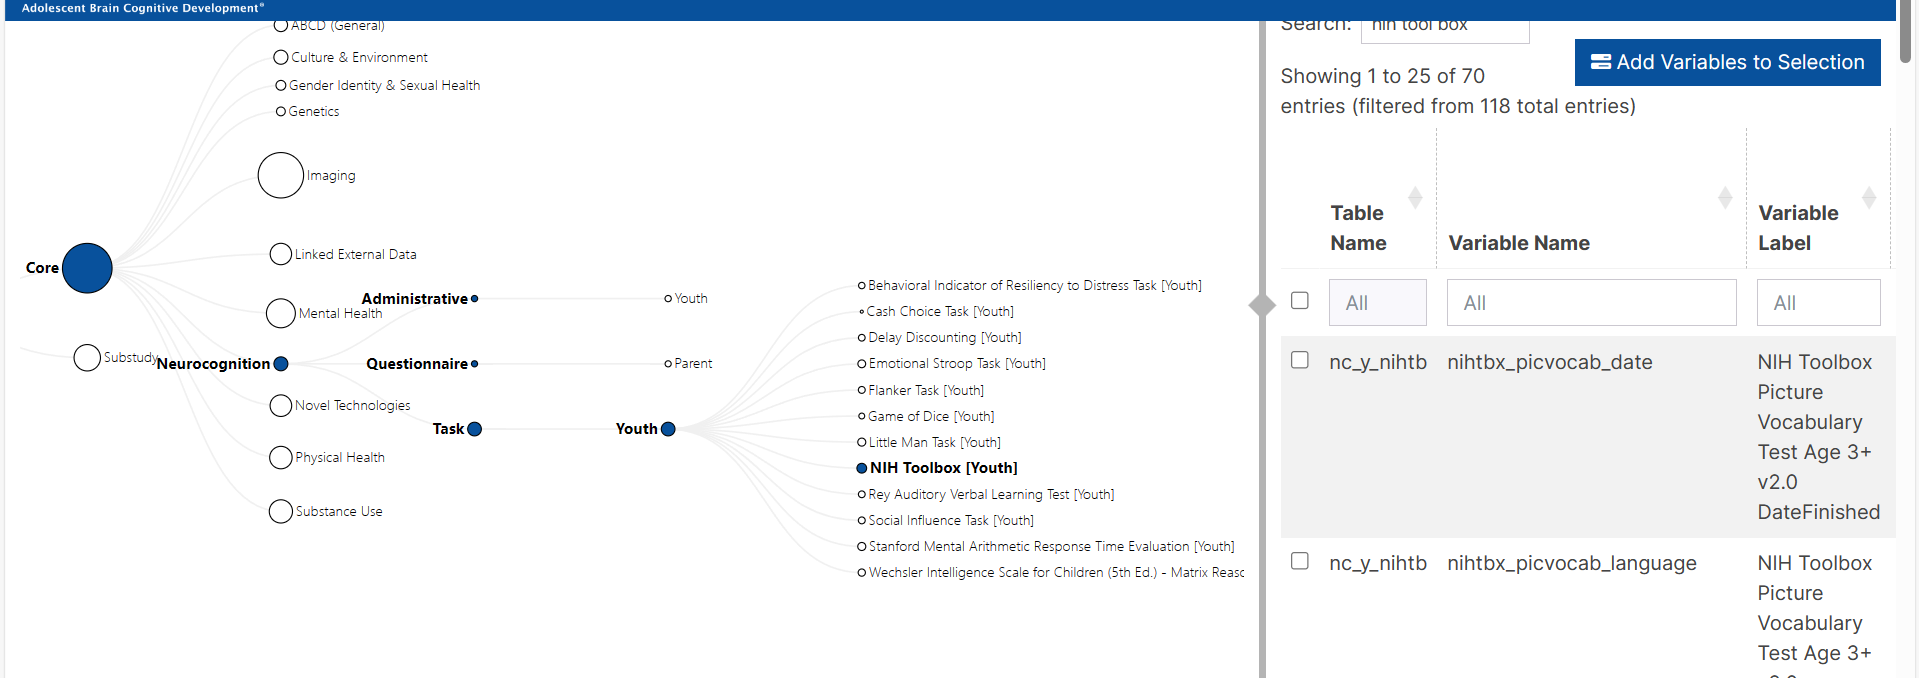 Adolescent Brain Cognitive Development®
ABCD (General)
Culture & Environment
Gender Identity & Sexual Health
Genetics
Imaging
Core
Linked External Data
Mental Health
Administrative
Youth
Substudy
Neurocognition
Questionnaire
Parent
Novel Technologies
Task
Youth
Physical Health
Substance Use
Behavioral Indicator of Resiliency to Distress Task [Youth]
Cash Choice Task [Youth]
Delay Discounting [Youth]
Emotional Stroop Task [Youth]
Flanker Task [Youth]
Game of Dice [Youth]
Little Man Task [Youth]
NIH Toolbox [Youth]
Rey Auditory Verbal Learning Test [Youth]
Social Influence Task [Youth]
Stanford Mental Arithmetic Response Time Evaluation [Youth]
Wechsler Intelligence Scale for Children (5th Ed.) - Matrix Reasc
Search: nih tool box
Add Variables to Selection
Showing 1 to 25 of 70
entries (filtered from 118 total entries)
Table
Name
Variable Name
Variable
Label
All All All
nc_y_nihtb nihtbx_picvocab_date NIH Toolbox
Picture
Vocabulary
Test Age 3+
v2.0
DateFinished
nc_y_nihtb nihtbx_picvocab_language NIH Toolbox
Picture
Vocabulary
Test Age 3+